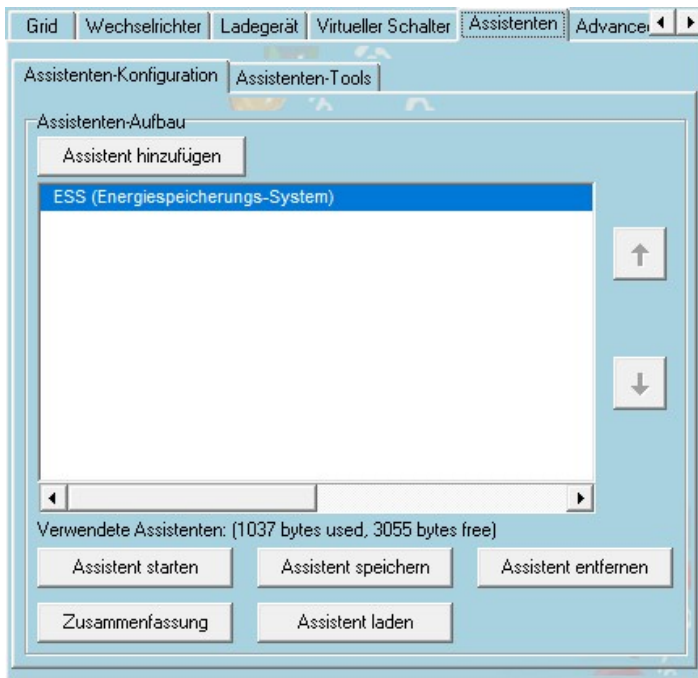 Grid Wechselrichter Ladegerät Virtueller Schalter Assistenten Advance
Assistenten-Konfiguration Assistenten-Tools
Assistenten-Aufbau
Assistent hinzufügen
ESS (Energiespeicherungs-System)
Verwendete Assistenten: (1037 bytes used, 3055 bytes free)
Assistent starten Assistent speichern Assistent entfernen
Zusammenfassung Assistent laden